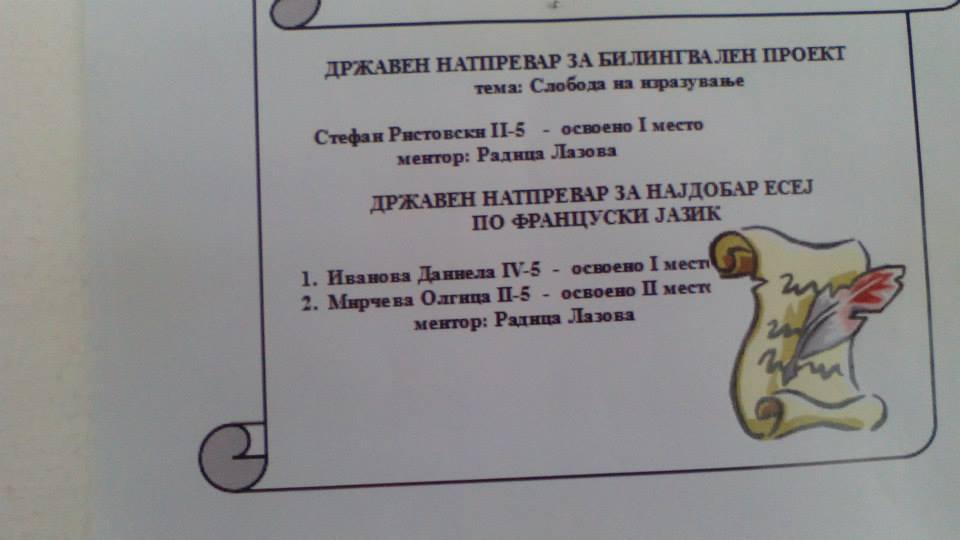 ДРЖАВЕН НАТПРЕВАР ЗА БИЛИНГВАЛЕН ПРОЕКТ
тема: Слобода на изразување
Стефан Ристовски II-5 - освоено I место
ментор: Радица Лазова
ДРЖАВЕН НАТПРЕВАР ЗА НАЈДОБАР ЕСЕЈ
ПО ФРАНЦУСКИ ЈАЗИК
1. Иванова Даниела IV-5 - освоено I место
2. Мирчева Олгица II-5 - освоено II место
ментор: Радица Лазова